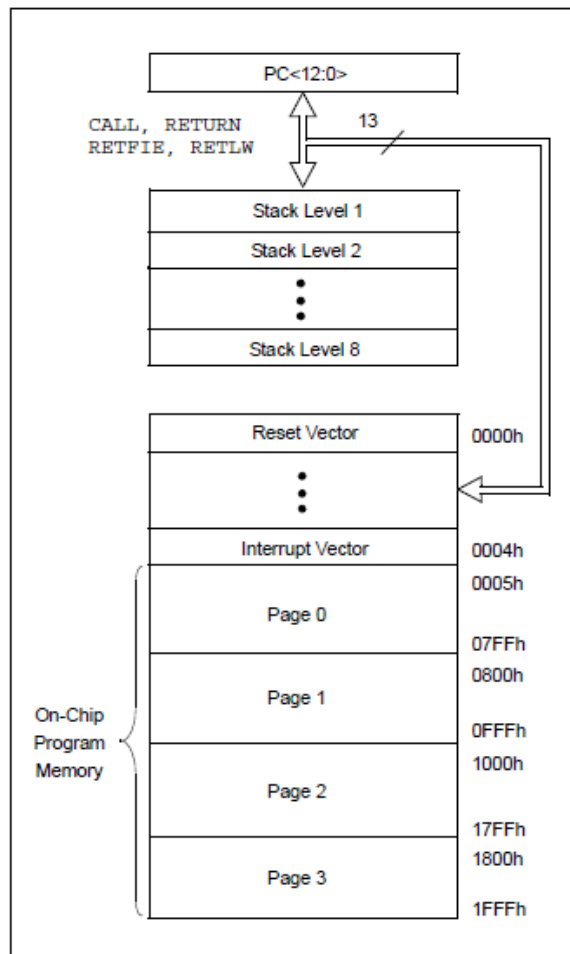 PC<12:0>
CALL, RETURN
13
RETFIE, RETLW
Stack Level 1
Stack Level 2
Stack Level 8
Reset Vector
0000h
Interrupt Vector
0004h
0005h
Page 0
07FFh
0800h
Page 1
On-Chip
Program
Memory
0FFFh
1000h
Page 2
17FFh
1800h
Page 3
1FFFh